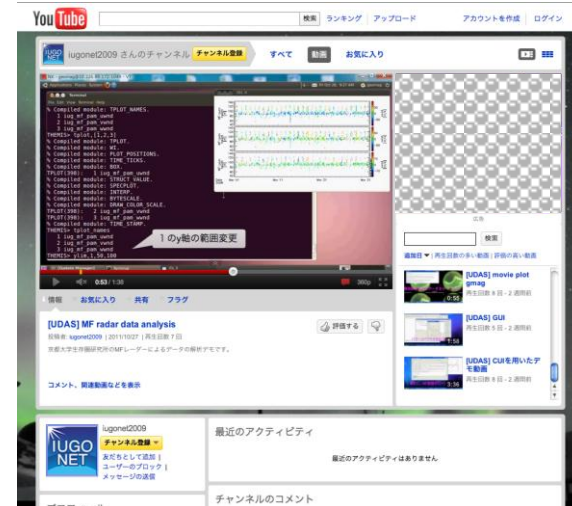 YouTube
検索 ランキング アップロード アカウントを作成 ログイン
IUGO NET
iugonet2009 さんのチャンネル チャンネル登録 すべて 動画 お気に入り
Terminal
% Compiled module: TPLOT_NAMES.
1 iug_mf_pam_uwnd
2 iug_mf_pam_vwnd
3 iug_mf_pam_wwnd
THEMIS> tplot,[1,2,3]
% Compiled module: TPLOT.
% Compiled module: WI.
% Compiled module: PLOT_POSITIONS.
% Compiled module: TIME_TICKS.
% Compiled module: BOX.
TPLOT(398): 1 iug_mf_pam_uwnd
% Compiled module: STRUCT_VALUE.
% Compiled module: SPECPLOT.
% Compiled module: INTERP.
% Compiled module: BYTESCALE.
% Compiled module: DRAW_COLOR_SCALE.
TPLOT(398): 2 iug_mf_pam_vwnd
TPLOT(398): 3 iug_mf_pam_wwnd
% Compiled module: TIME_STAMP.
THEMIS> tplot_names
1 iug_mf_pam_uwnd
2 iug_mf_pam_vwnd
3 iug_mf_pam_wwnd
THEMIS> ylim,1,50,100
1のy軸の範囲変更
0:53 / 1:38 360p
情報 お気に入り 共有 フラグ
[UDAS] MF radar data analysis
投稿者: iugonet2009 | 2011/10/27 | 再生回数 7 回
京都大学生存圏研究所のMFレーダーによるデータの解析デモです。
評価する
コメント、関連動画などを表示
広告
検索
追加日 ▼ | 再生回数の多い動画 | 評価の高い動画
[UDAS] movie plot gmag
再生回数 8 回 - 2 週間前
0:55
[UDAS] GUI
再生回数 5 回 - 2 週間前
1:58
[UDAS] CUIを用いたデモ動画
再生回数 8 回 - 2 週間前
3:36
IUGO NET
iugonet2009
チャンネル登録
友だちとして追加 |
ユーザーのブロック |
メッセージの送信
最近のアクティビティ
最近のアクティビティはありません
チャンネルのコメント